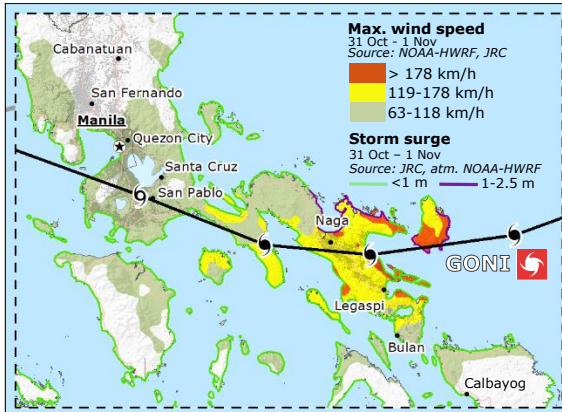 Max. wind speed
31 Oct - 1 Nov
Source: NOAA-HWRF, JRC
> 178 km/h
119-178 km/h
63-118 km/h
Storm surge
31 Oct – 1 Nov
Source: JRC, atm. NOAA-HWRF
<1 m
1-2.5 m
Cabanatuan
San Fernando
Manila
Quezon City
Santa Cruz
San Pablo
Naga
GONI
Legaspi
Bulan
Calbayog